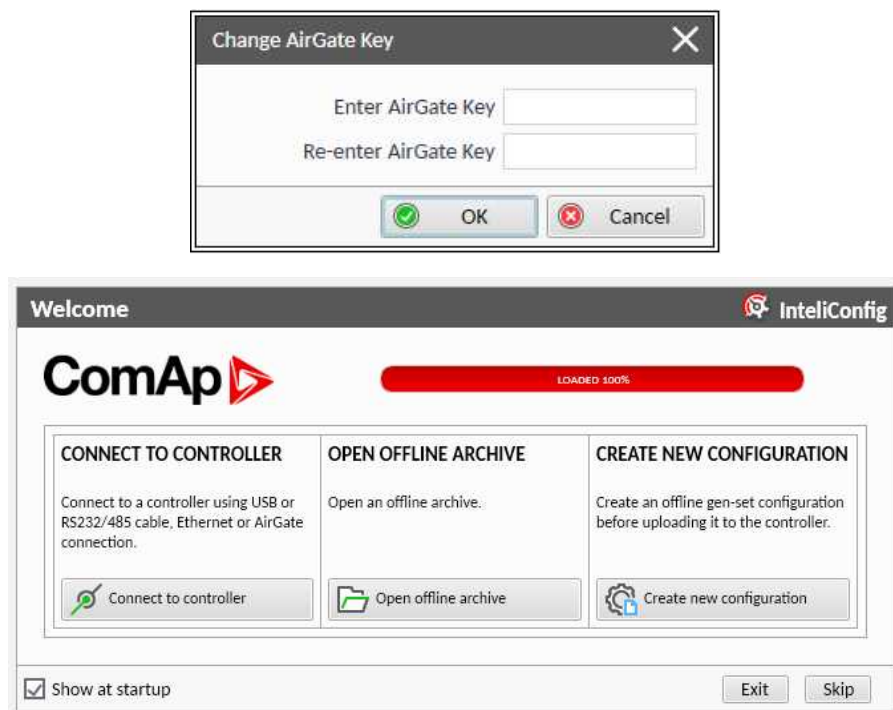 Change AirGate Key
Enter AirGate Key
Re-enter AirGate Key
OK
Cancel
Welcome
InteliConfig
ComAp
LOADED 100%
CONNECT TO CONTROLLER
Connect to a controller using USB or
RS232/485 cable, Ethernet or AirGate
connection.
Connect to controller
OPEN OFFLINE ARCHIVE
Open an offline archive.
Open offline archive
CREATE NEW CONFIGURATION
Create an offline gen-set configuration
before uploading it to the controller.
Create new configuration
Show at startup
Exit
Skip